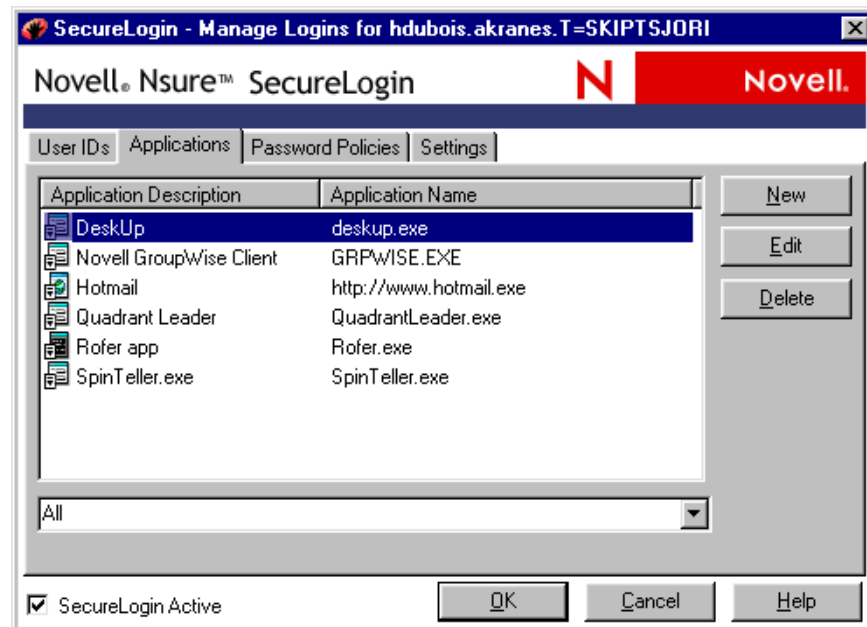 SecureLogin - Manage Logins for hdubois.akranes.T=SKIPTSJORI
Novell® Nsure™ SecureLogin
N Novell®
User IDs Applications Password Policies Settings
Application Description Application Name
DeskUp deskup.exe
Novell GroupWise Client GRPWISE.EXE
Hotmail http://www.hotmail.exe
Quadrant Leader QuadrantLeader.exe
Rofer app Rofer.exe
SpinTeller.exe SpinTeller.exe
New
Edit
Delete
All
SecureLogin Active OK Cancel Help